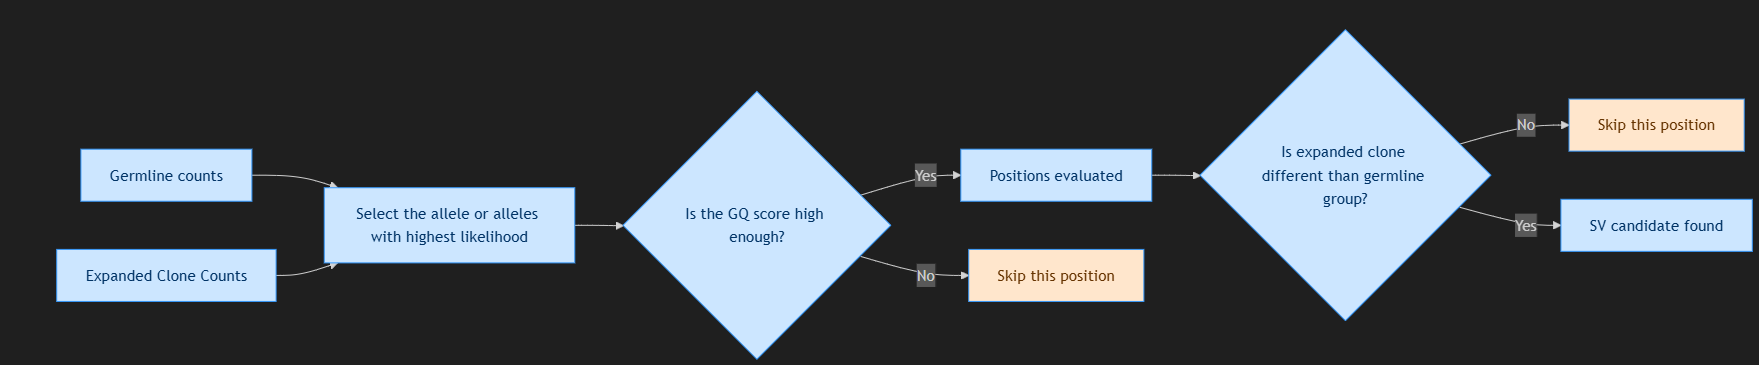 Germline counts
Expanded Clone Counts
Select the allele or alleles
with highest likelihood
Is the GQ score high
enough?
Yes
No
Positions evaluated
Skip this position
Is expanded clone
different than germline
group?
No
Yes
Skip this position
SV candidate found